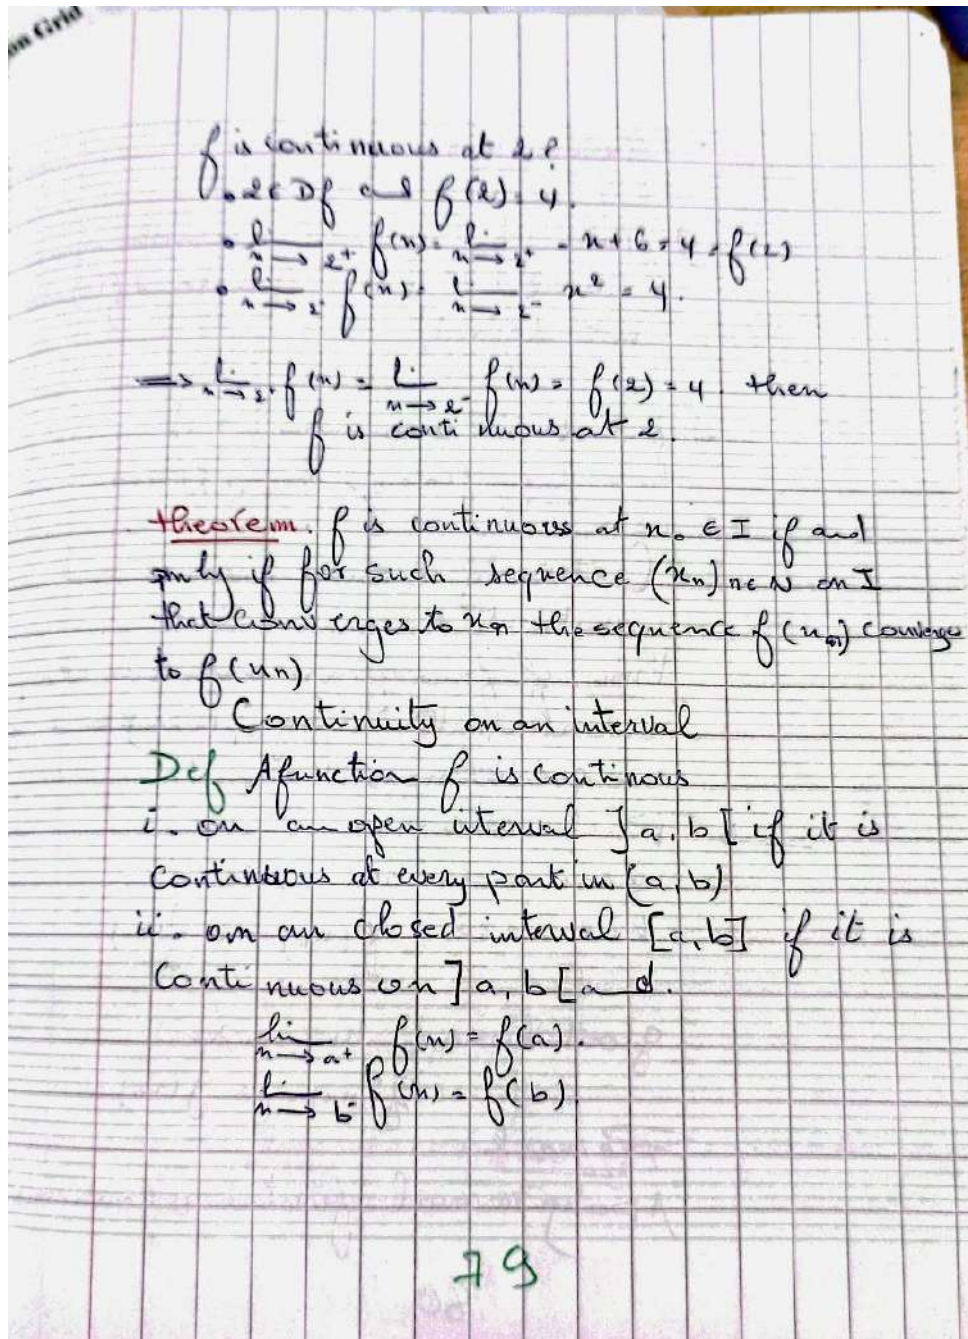 on Grid
f is continuous at 2?
• 2 ∈ Df and f(2) = 4.
• lim x→2⁺ f(x) = lim x→2⁺ - x + 6 = 4 = f(2)
• lim x→2 f(x) = lim x→2⁻ x² = 4.
⟹ lim x→2⁺ f(x) = lim x→2⁻ f(x) = f(2) = 4 then
f is continuous at 2.
theorem. f is continuous at x₀ ∈ I if and
only if for such sequence (xₙ) n∈N on I
that converges to xₙ the sequence f(xₙ) converge
to f(xₙ)
Continuity on an interval
Def A function f is continous
i. on an open interval ]a, b[ if it is
continuous at every point in (a, b)
ii. on an closed interval [a, b] if it is
continuous on ]a, b[ and.
lim x→a⁺ f(x) = f(a).
lim x→b⁻ f(x) = f(b).
79